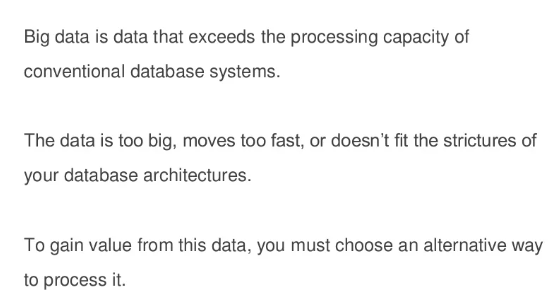 Big data is data that exceeds the processing capacity of
conventional database systems.
The data is too big, moves too fast, or doesn’t fit the strictures of
your database architectures.
To gain value from this data, you must choose an alternative way
to process it.